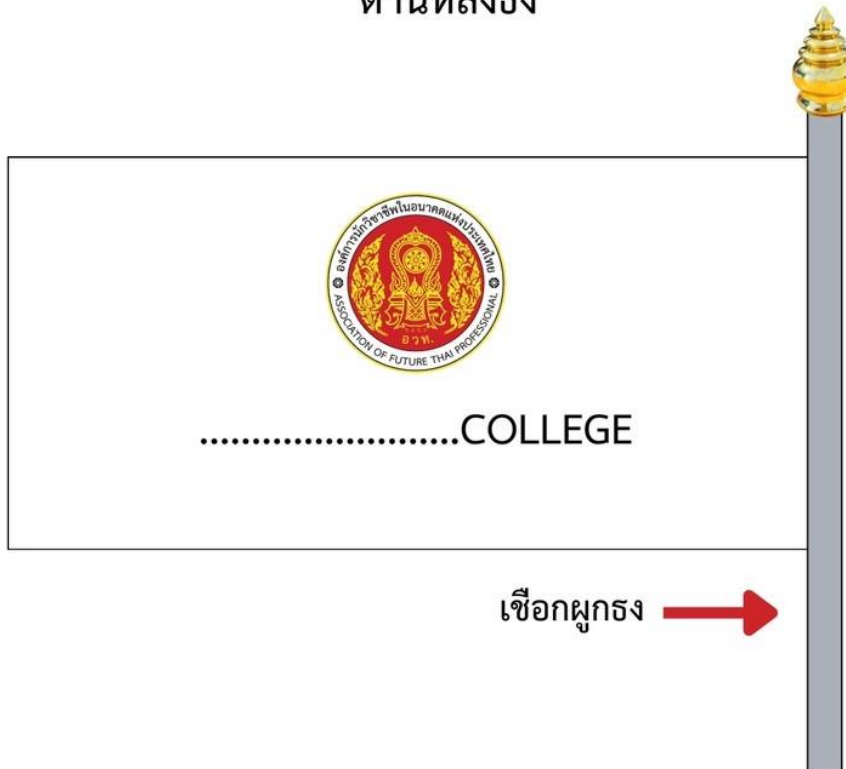 ด้านหลังธง
องค์การนักวิชาชีพในอนาคตแห่งประเทศไทย
อวท.
ASSOCIATION OF FUTURE THAI PROFESSIONAL
........................COLLEGE
เชือกผูกธง